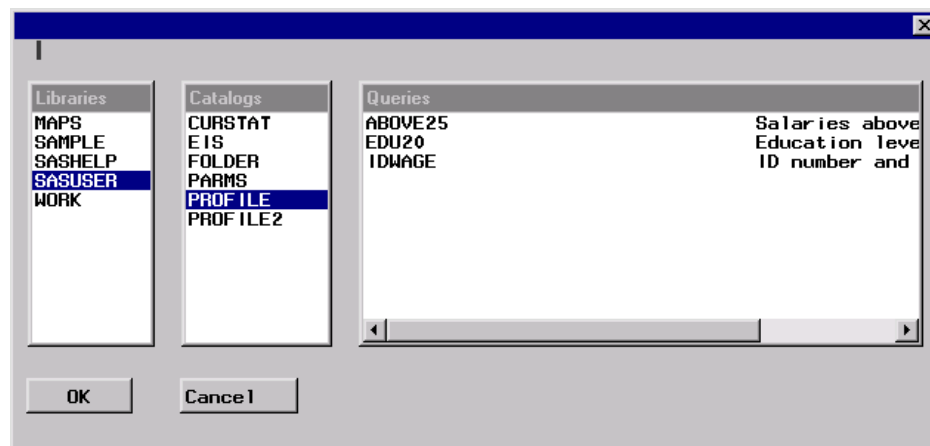 Libraries
MAPS
SAMPLE
SASHELP
SASUSER
WORK
Catalogs
CURSTAT
EIS
FOLDER
PARMS
PROFILE
PROFILE2
Queries
ABOVE25 Salaries above
EDU20 Education leve
IDWAGE ID number and
OK
Cancel